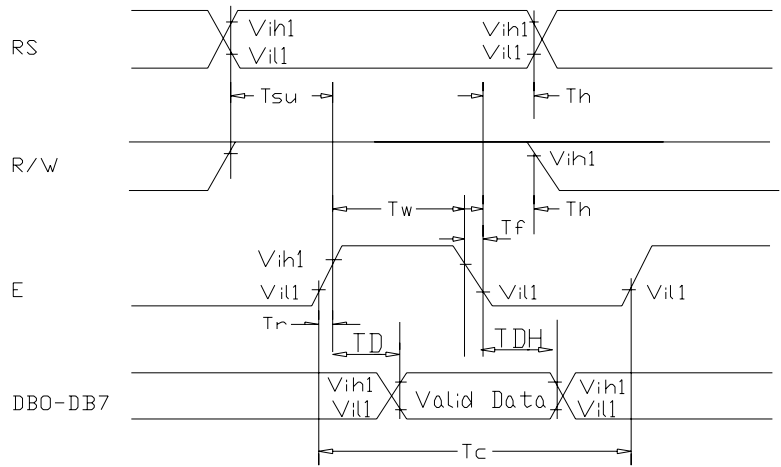 RS
Vih1
Vil1
Vih1
Vil1
Tsu
Th
R/W
Vih1
Tw
Th
Tf
E
Vih1
Vil1
Vil1
Vil1
Tr
TD
TDH
DB0-DB7
Vih1
Vil1
Valid Data
Vih1
Vil1
Tc